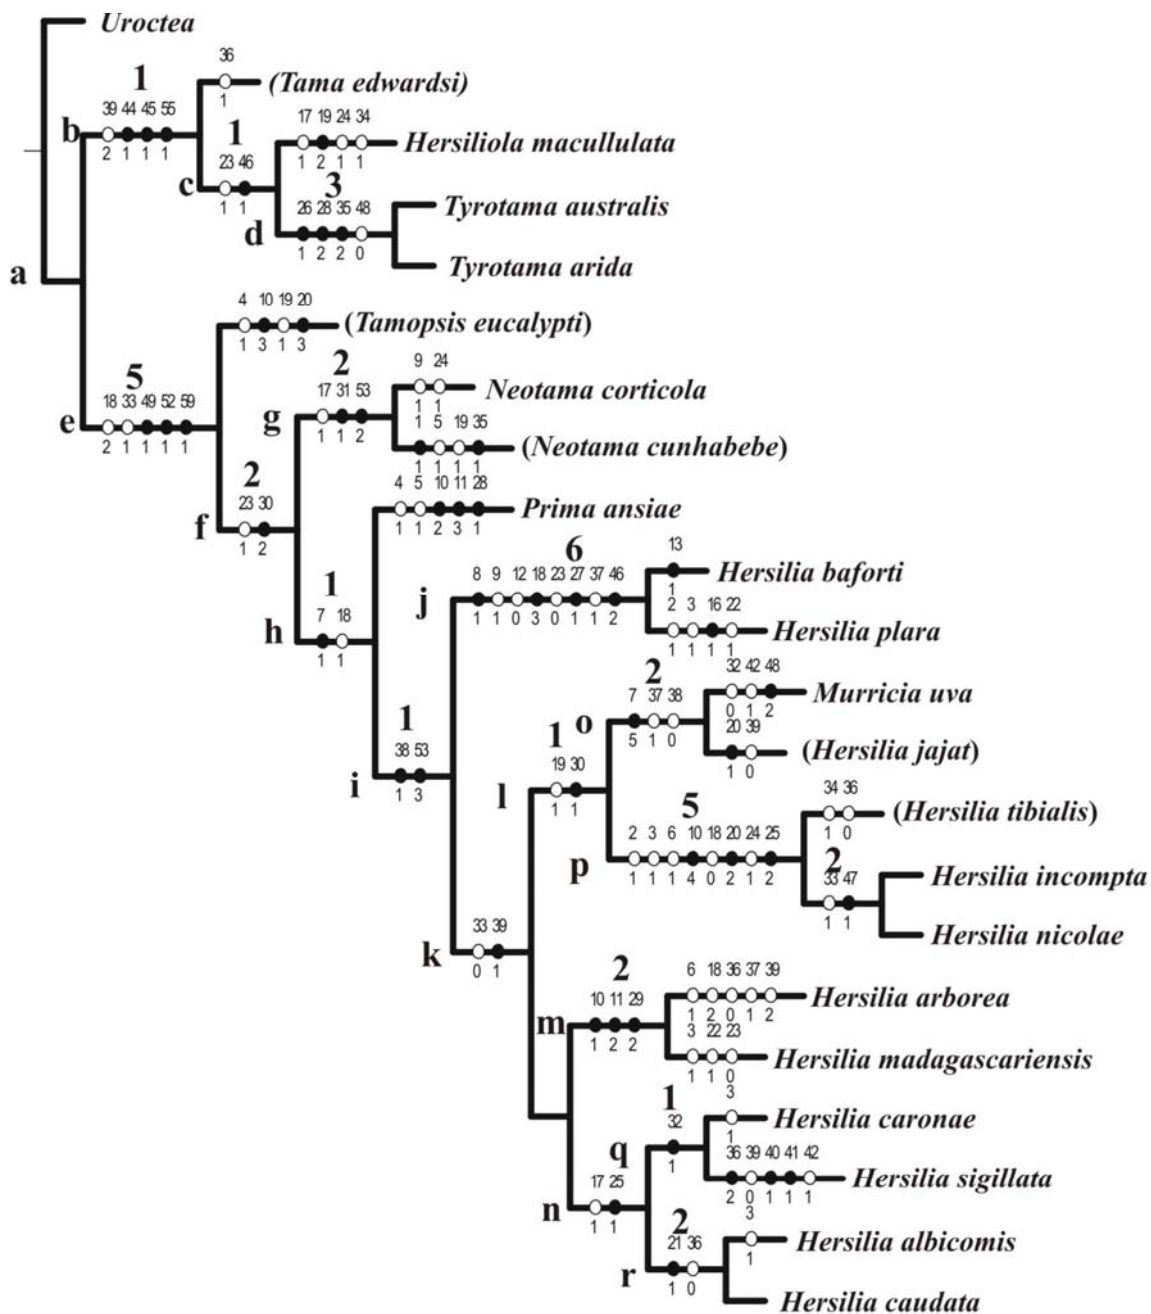 Uroctea
36
1
(Tama edwardsi)
39 44 45 55
17 19 24 34
b
1
Hersiliola macullulata
2 1 1 1
23 46
1 2 1 1
c
3
1 1
26 28 35 48
Tyrotama australis
d
1 2 2 0
a
Tyrotama arida
4 10 19 20
(Tamopsis eucalypti)
1 3 1 3
9 24
5
2
Neotama corticola
18 33 49 52 59
17 31 53
1 1
e
g
1 5 19 35
2 1 1 1 1
1 1 2
(Neotama cunhabebe)
1 1 1 1
2
4 5 10 11 28
23 30
Prima ansiae
f
1 1 2 3 1
1 2
6
13
8 9 12 18 23 27 37 46
Hersilia baforti
1
j
1
1 1 0 3 0 1 1 2
2 3 16 22
7 18
h
Hersilia plara
1 1
1 1 1 1
2
32 42 48
7 37 38
Murricia uva
1
1
o
0 1 2
38 53
19 30
5 1 0
20 39
(Hersilia jajat)
i
1 3
l
1 1
1 0
5
34 36
2 3 6 10 18 20 24 25
(Hersilia tibialis)
1 0
p
2
1 1 1 4 0 2 1 2
33 47
Hersilia incompta
1 1
33 39
Hersilia nicolae
k
0 1
2
6 18 36 37 39
10 11 29
Hersilia arborea
m
1 2 0 1 2
1 2 2
3 22 23
Hersilia madagascariensis
1 1 0
1
3
32
Hersilia caronae
1
q
1
36 39 40 41 42
17 25
Hersilia sigillata
n
2 0 1 1 1
1 1
2
3
21 36
Hersilia albicomis
r
1
1 0
Hersilia caudata